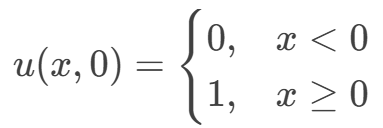 u(x, 0) = { 0, x < 0
1, x ≥ 0